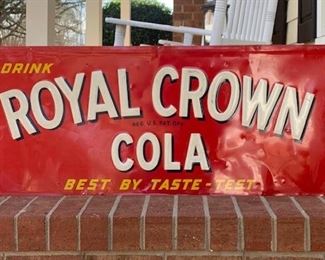 DRINK
ROYAL CROWN
REG. U.S. PAT. OFF.
COLA
BEST BY TASTE-TEST